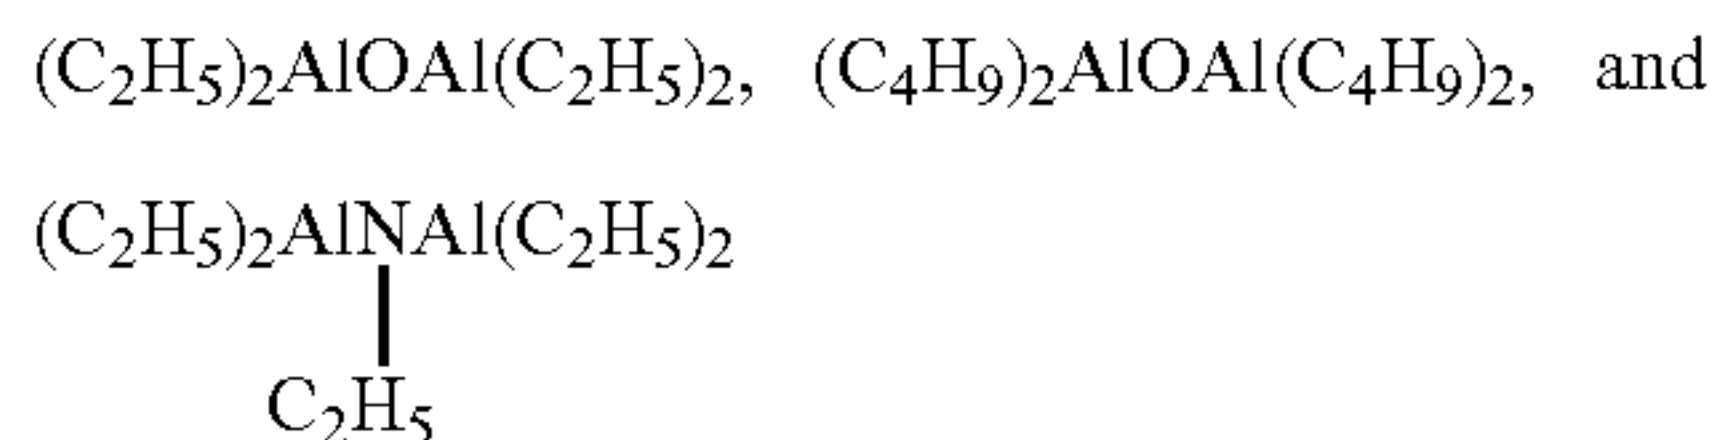 (C₂H₅)₂AlOAl(C₂H₅)₂, (C₄H₉)₂AlOAl(C₄H₉)₂, and
(C₂H₅)₂AlNAl(C₂H₅)₂
C₂H₅